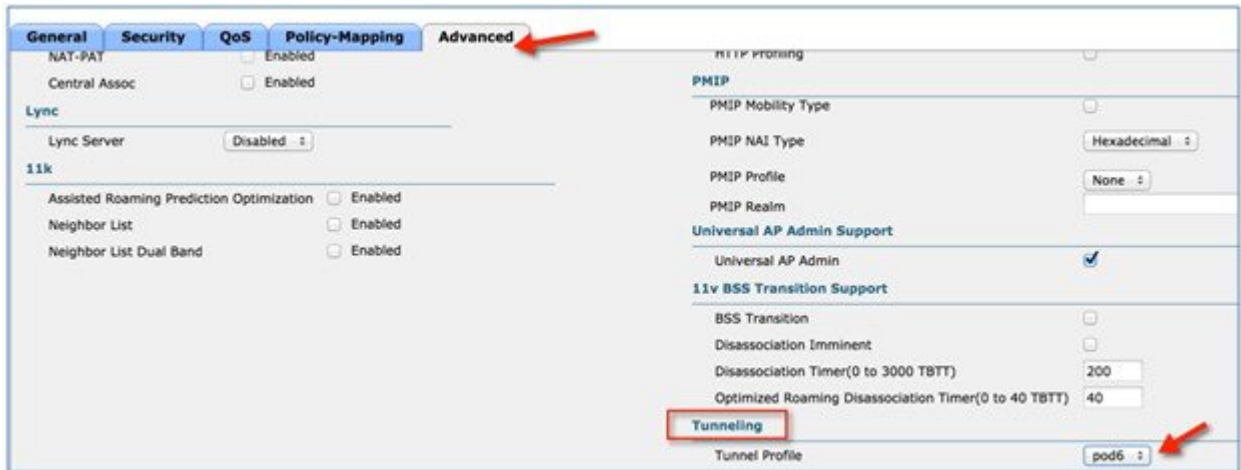 General Security QoS Policy-Mapping Advanced
NAT-PAT Enabled
Central Assoc Enabled
Lync
Lync Server Disabled
11k
Assisted Roaming Prediction Optimization Enabled
Neighbor List Enabled
Neighbor List Dual Band Enabled
HTTP Profiling
PMIP
PMIP Mobility Type
PMIP NAI Type Hexadecimal
PMIP Profile None
PMIP Realm
Universal AP Admin Support
Universal AP Admin
11v BSS Transition Support
BSS Transition
Disassociation Imminent
Disassociation Timer(0 to 3000 TBTT) 200
Optimized Roaming Disassociation Timer(0 to 40 TBTT) 40
Tunneling
Tunnel Profile pod6